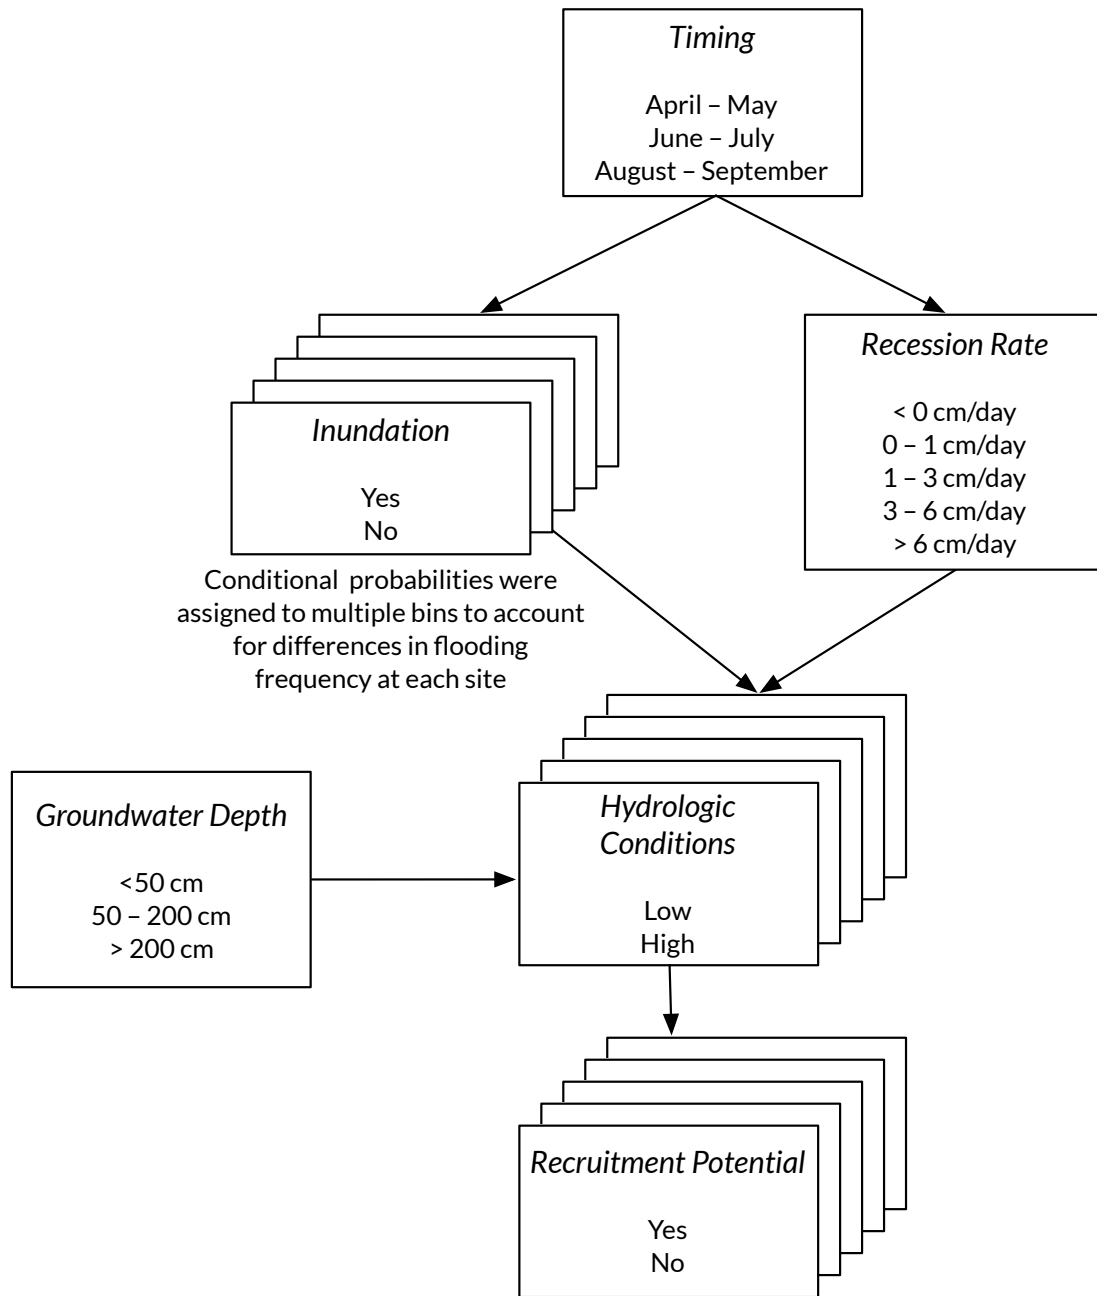 Timing
April – May
June – July
August – September
Inundation
Yes
No
Recession Rate
< 0 cm/day
0 – 1 cm/day
1 – 3 cm/day
3 – 6 cm/day
> 6 cm/day
Conditional probabilities were
assigned to multiple bins to account
for differences in flooding
frequency at each site
Groundwater Depth
<50 cm
50 – 200 cm
> 200 cm
Hydrologic
Conditions
Low
High
Recruitment Potential
Yes
No